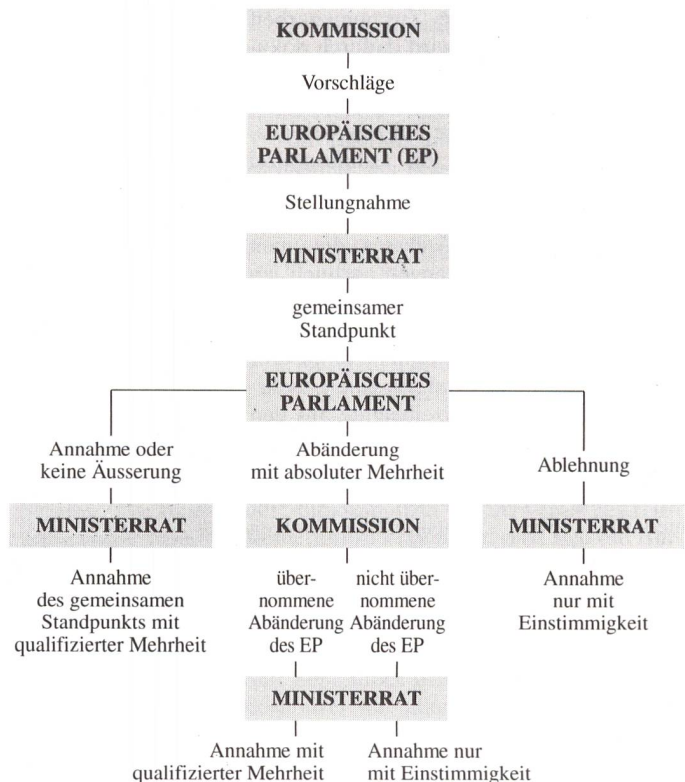 KOMMISSION
Vorschläge
EUROPÄISCHES
PARLAMENT (EP)
Stellungnahme
MINISTERRAT
gemeinsamer
Standpunkt
EUROPÄISCHES
PARLAMENT
Annahme oder
keine Äusserung
MINISTERRAT
Annahme
des gemeinsamen
Standpunkts mit
qualifizierter Mehrheit
Abänderung
mit absoluter Mehrheit
KOMMISSION
über-
nommene
Abänderung
des EP
nicht über-
nommene
Abänderung
des EP
MINISTERRAT
Annahme mit
qualifizierter Mehrheit
Annahme nur
mit Einstimmigkeit
Ablehnung
MINISTERRAT
Annahme
nur mit
Einstimmigkeit